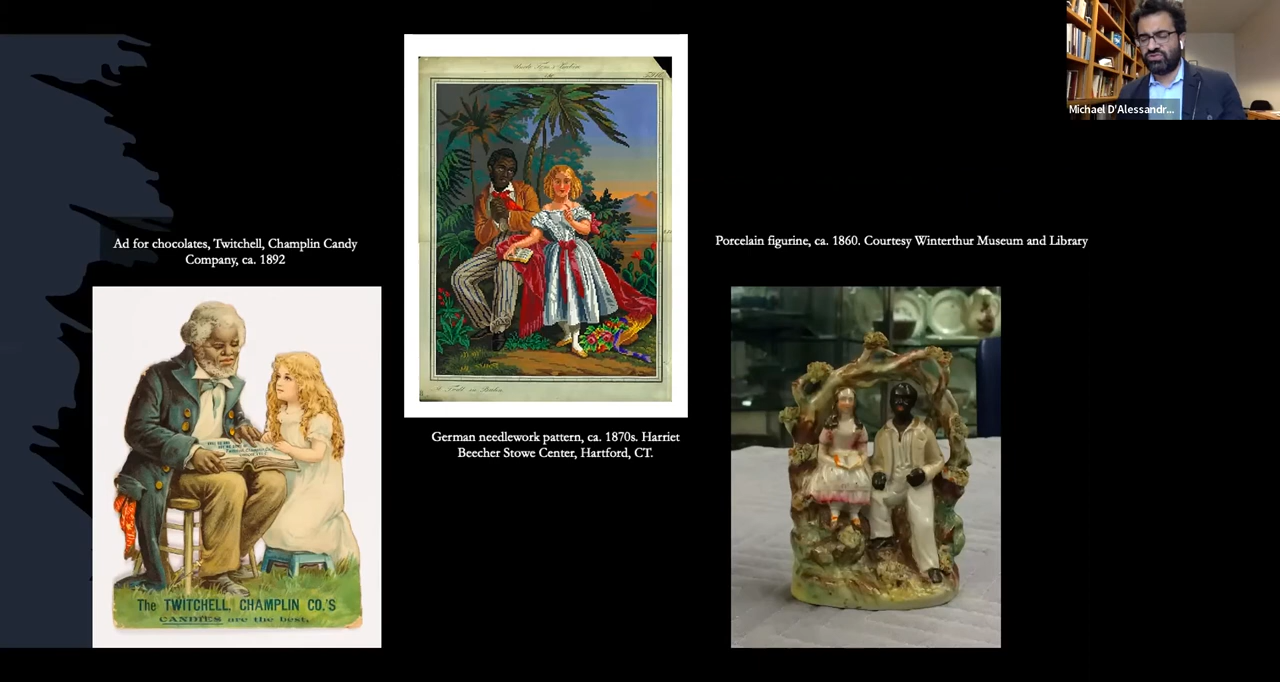 Michael D'Alessandr...
Ad for chocolates, Twitchell, Champlin Candy
Company, ca. 1892
Porcelain figurine, ca. 1860. Courtesy Winterthur Museum and Library
German needlework pattern, ca. 1870s. Harriet
Beecher Stowe Center, Hartford, CT.
The TWITCHELL, CHAMPLIN CO.'S
CANDIES are the best.